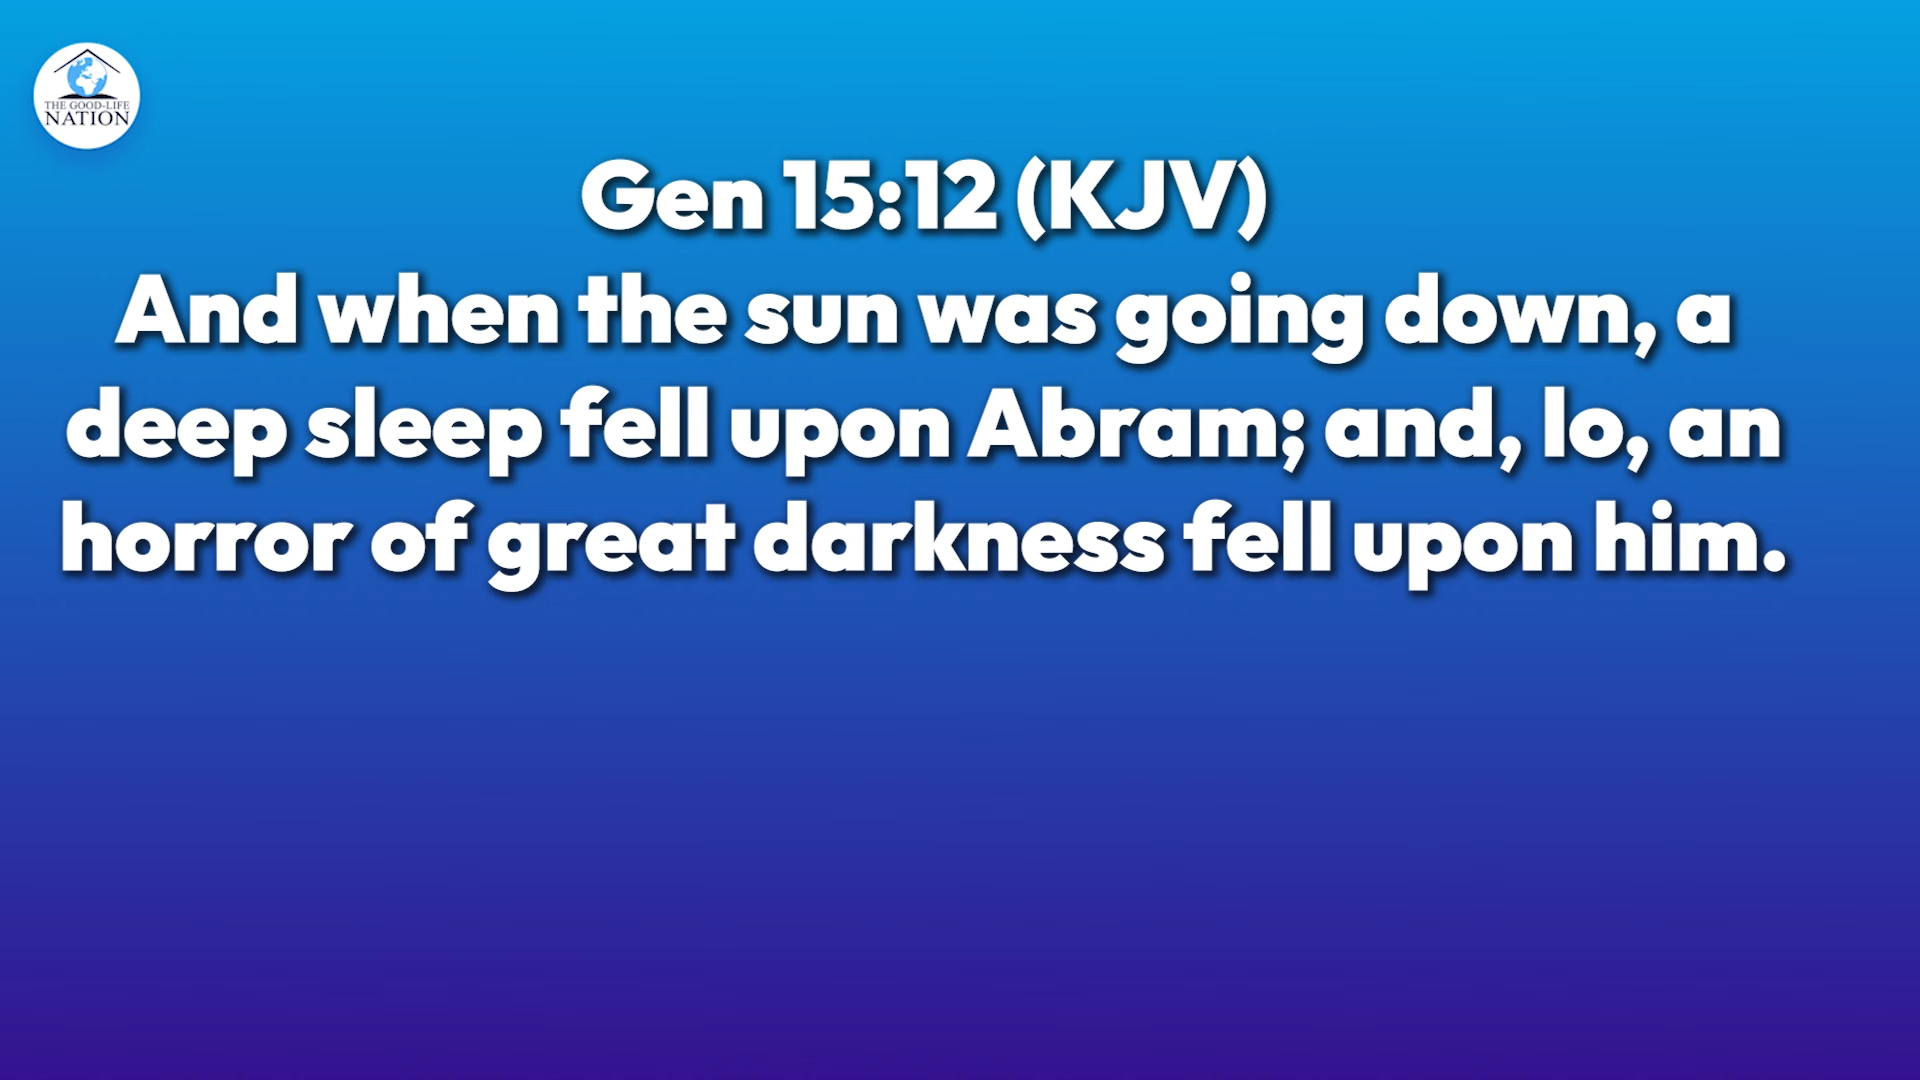 THE GOOD-LIFE
NATION
Gen 15:12 (KJV)
And when the sun was going down, a
deep sleep fell upon Abram; and, lo, an
horror of great darkness fell upon him.